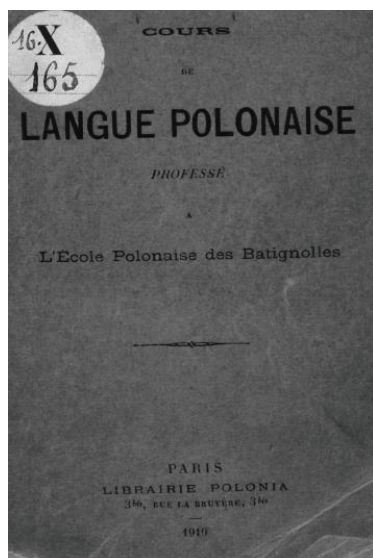 16.X
165
COURS
DE
LANGUE POLONAISE
PROFESSÉ
A
L'École Polonaise des Batignolles
PARIS
LIBRAIRIE POLONIA
3bis, RUE LA BRUYÈRE, 3bis
1919